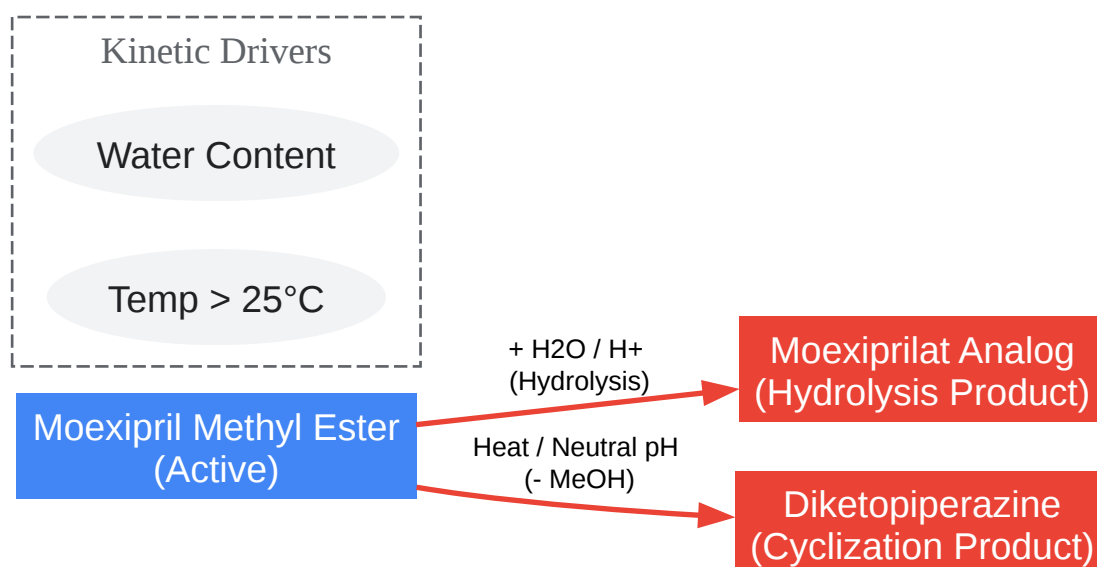 Kinetic Drivers
Water Content
Temp > 25°C
+ H2O / H+
(Hydrolysis)
Moexiprilat Analog
(Hydrolysis Product)
Moexipril Methyl Ester
(Active)
Heat / Neutral pH
(- MeOH)
Diketopiperazine
(Cyclization Product)